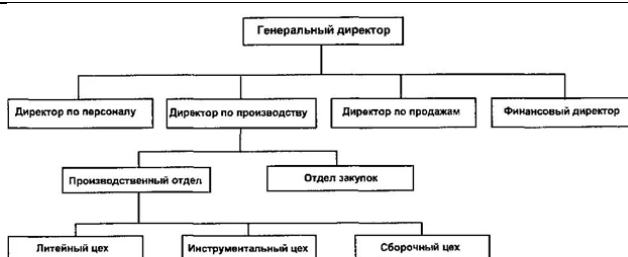 Генеральный директор
Директор по персоналу
Директор по производству
Директор по продажам
Финансовый директор
Производственный отдел
Отдел закупок
Литейный цех
Инструментальный цех
Сборочный цех